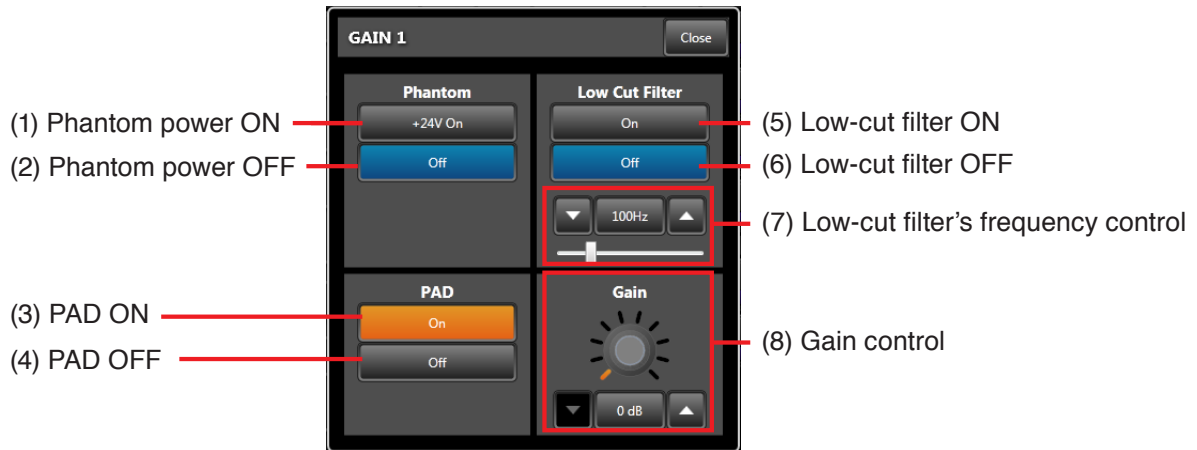 GAIN 1
Close
Phantom
Low Cut Filter
(1) Phantom power ON
+24V On
On
(5) Low-cut filter ON
(2) Phantom power OFF
Off
Off
(6) Low-cut filter OFF
100Hz
(7) Low-cut filter's frequency control
PAD
Gain
(3) PAD ON
On
(4) PAD OFF
Off
(8) Gain control
0 dB